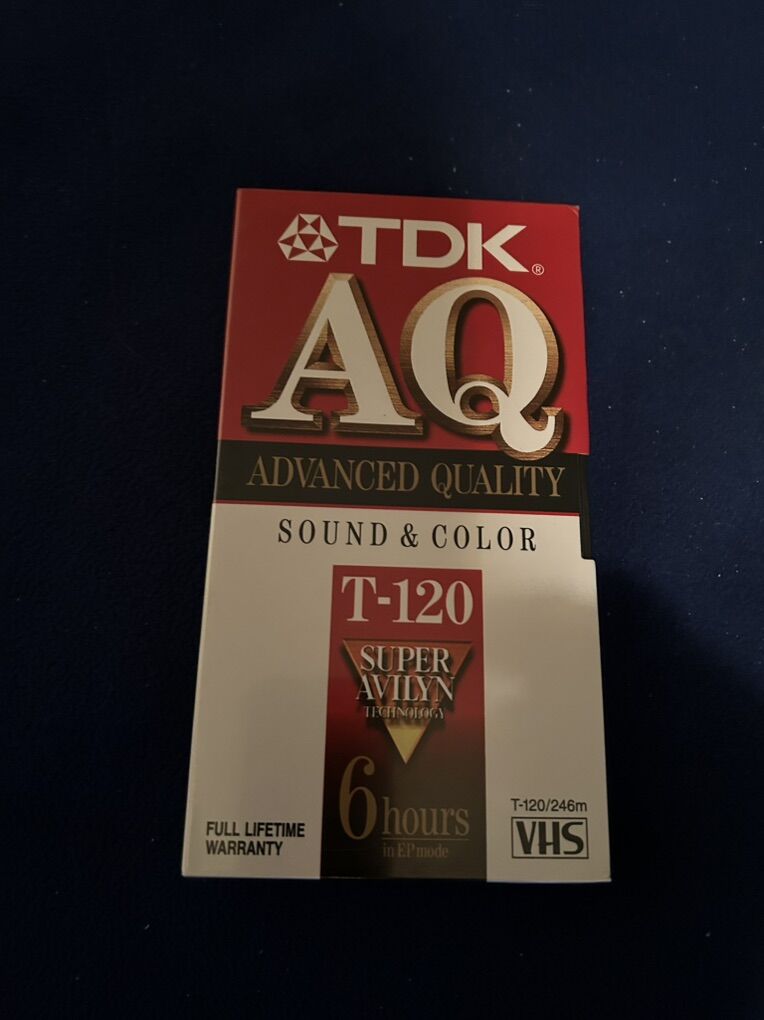 TDK®
AQ
ADVANCED QUALITY
SOUND & COLOR
T-120
SUPER
AVILYN
TECHNOLOGY
6 hours
in EP mode
FULL LIFETIME
WARRANTY
T-120/246m
VHS